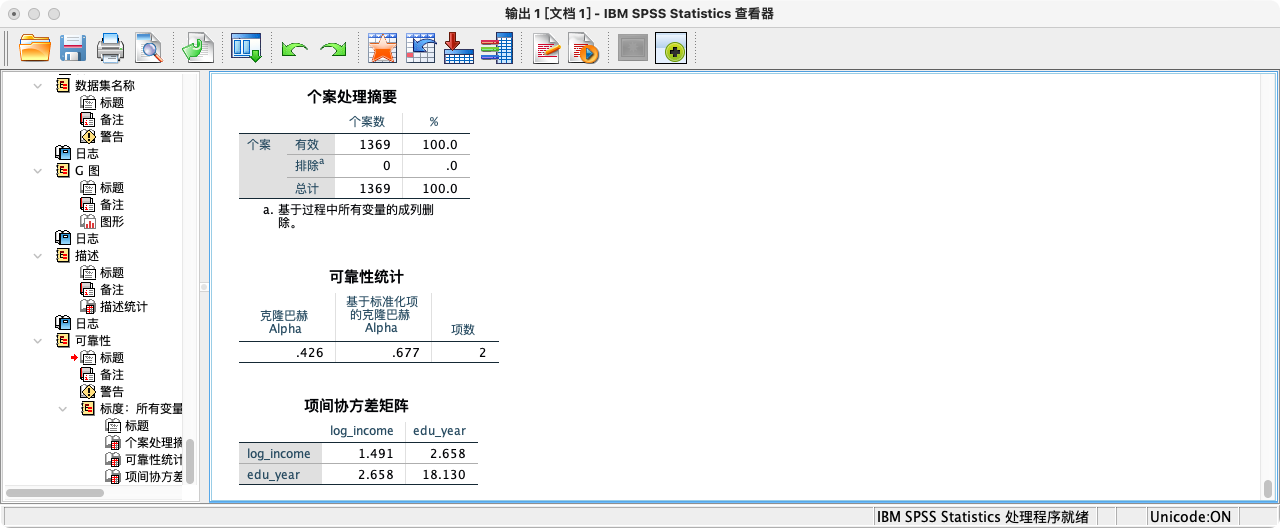 输出 1 [文档 1] - IBM SPSS Statistics 查看器
数据集名称
标题
备注
警告
日志
G 图
标题
备注
图形
日志
描述
标题
备注
描述统计
日志
可靠性
标题
备注
警告
标度：所有变量
标题
个案处理摘
可靠性统计
项间协方差
个案处理摘要
个案数 %
个案 有效 1369 100.0
排除a 0 .0
总计 1369 100.0
a. 基于过程中所有变量的成列删
除。
可靠性统计
克隆巴赫
Alpha
基于标准化项
的克隆巴赫
Alpha
项数
.426 .677 2
项间协方差矩阵
log_income edu_year
log_income 1.491 2.658
edu_year 2.658 18.130
IBM SPSS Statistics 处理程序就绪 Unicode:ON